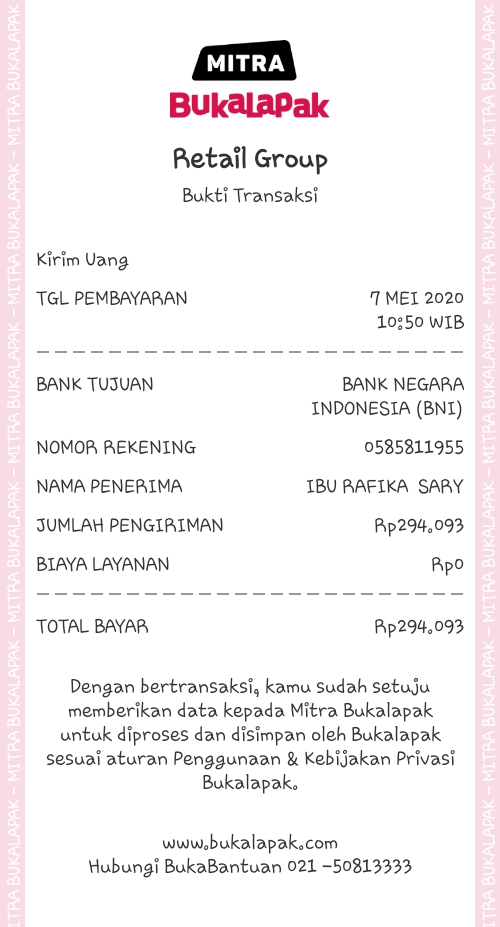 MITRA
BukaLapak
Retail Group
Bukti Transaksi
Kirim Uang
TGL PEMBAYARAN 7 MEI 2020
10:50 WIB
BANK TUJUAN BANK NEGARA
INDONESIA (BNI)
NOMOR REKENING 0585811955
NAMA PENERIMA IBU RAFIKA SARY
JUMLAH PENGIRIMAN Rp294.093
BIAYA LAYANAN Rp0
TOTAL BAYAR Rp294.093
Dengan bertransaksi, kamu sudah setuju
memberikan data kepada Mitra Bukalapak
untuk diproses dan disimpan oleh Bukalapak
sesuai aturan Penggunaan & Kebijakan Privasi
Bukalapak.
www.bukalapak.com
Hubungi BukaBantuan 021 -50813333
MITRA BUKALAPAK - MITRA BUKALAPAK - MITRA BUKALAPAK - MITRA BUKALAPAK - MITRA BUKALAPAK - MITRA BUKALAPAK
MITRA BUKALAPAK - MITRA BUKALAPAK - MITRA BUKALAPAK - MITRA BUKALAPAK - MITRA BUKALAPAK - MITRA BUKALAPAK